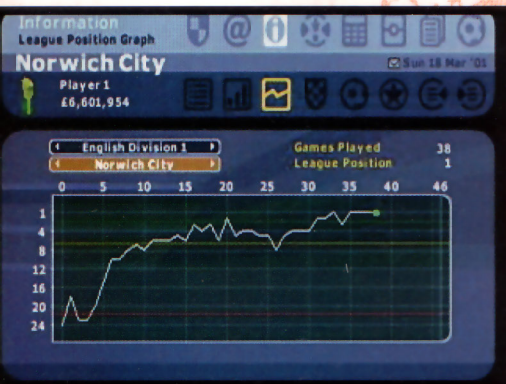 Information
League Position Graph
Norwich City
Sun 18 Mar '01
Player 1
£6,601,954
English Division 1
Norwich City
Games Played 38
League Position 1
0 5 10 15 20 25 30 35 40 46
1
4
8
12
16
20
24